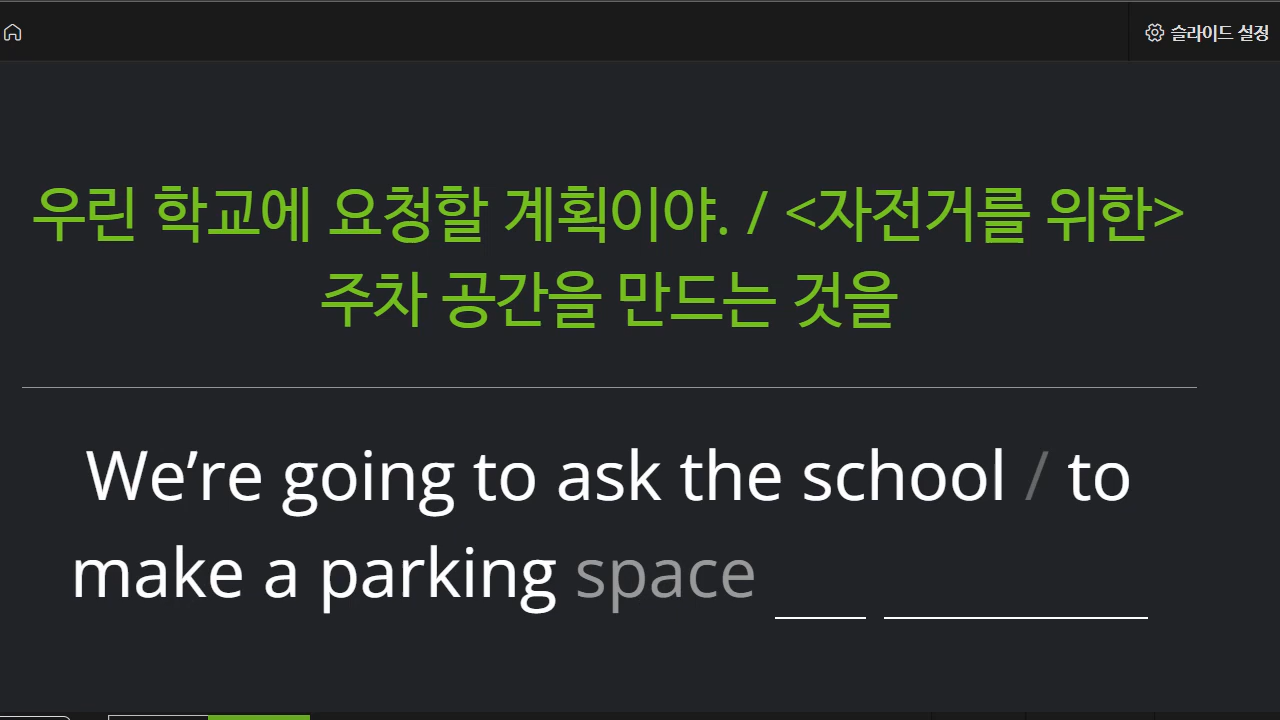 슬라이드 설정
우린 학교에 요청할 계획이야. / <자전거를 위한>
주차 공간을 만드는 것을
We’re going to ask the school / to
make a parking space